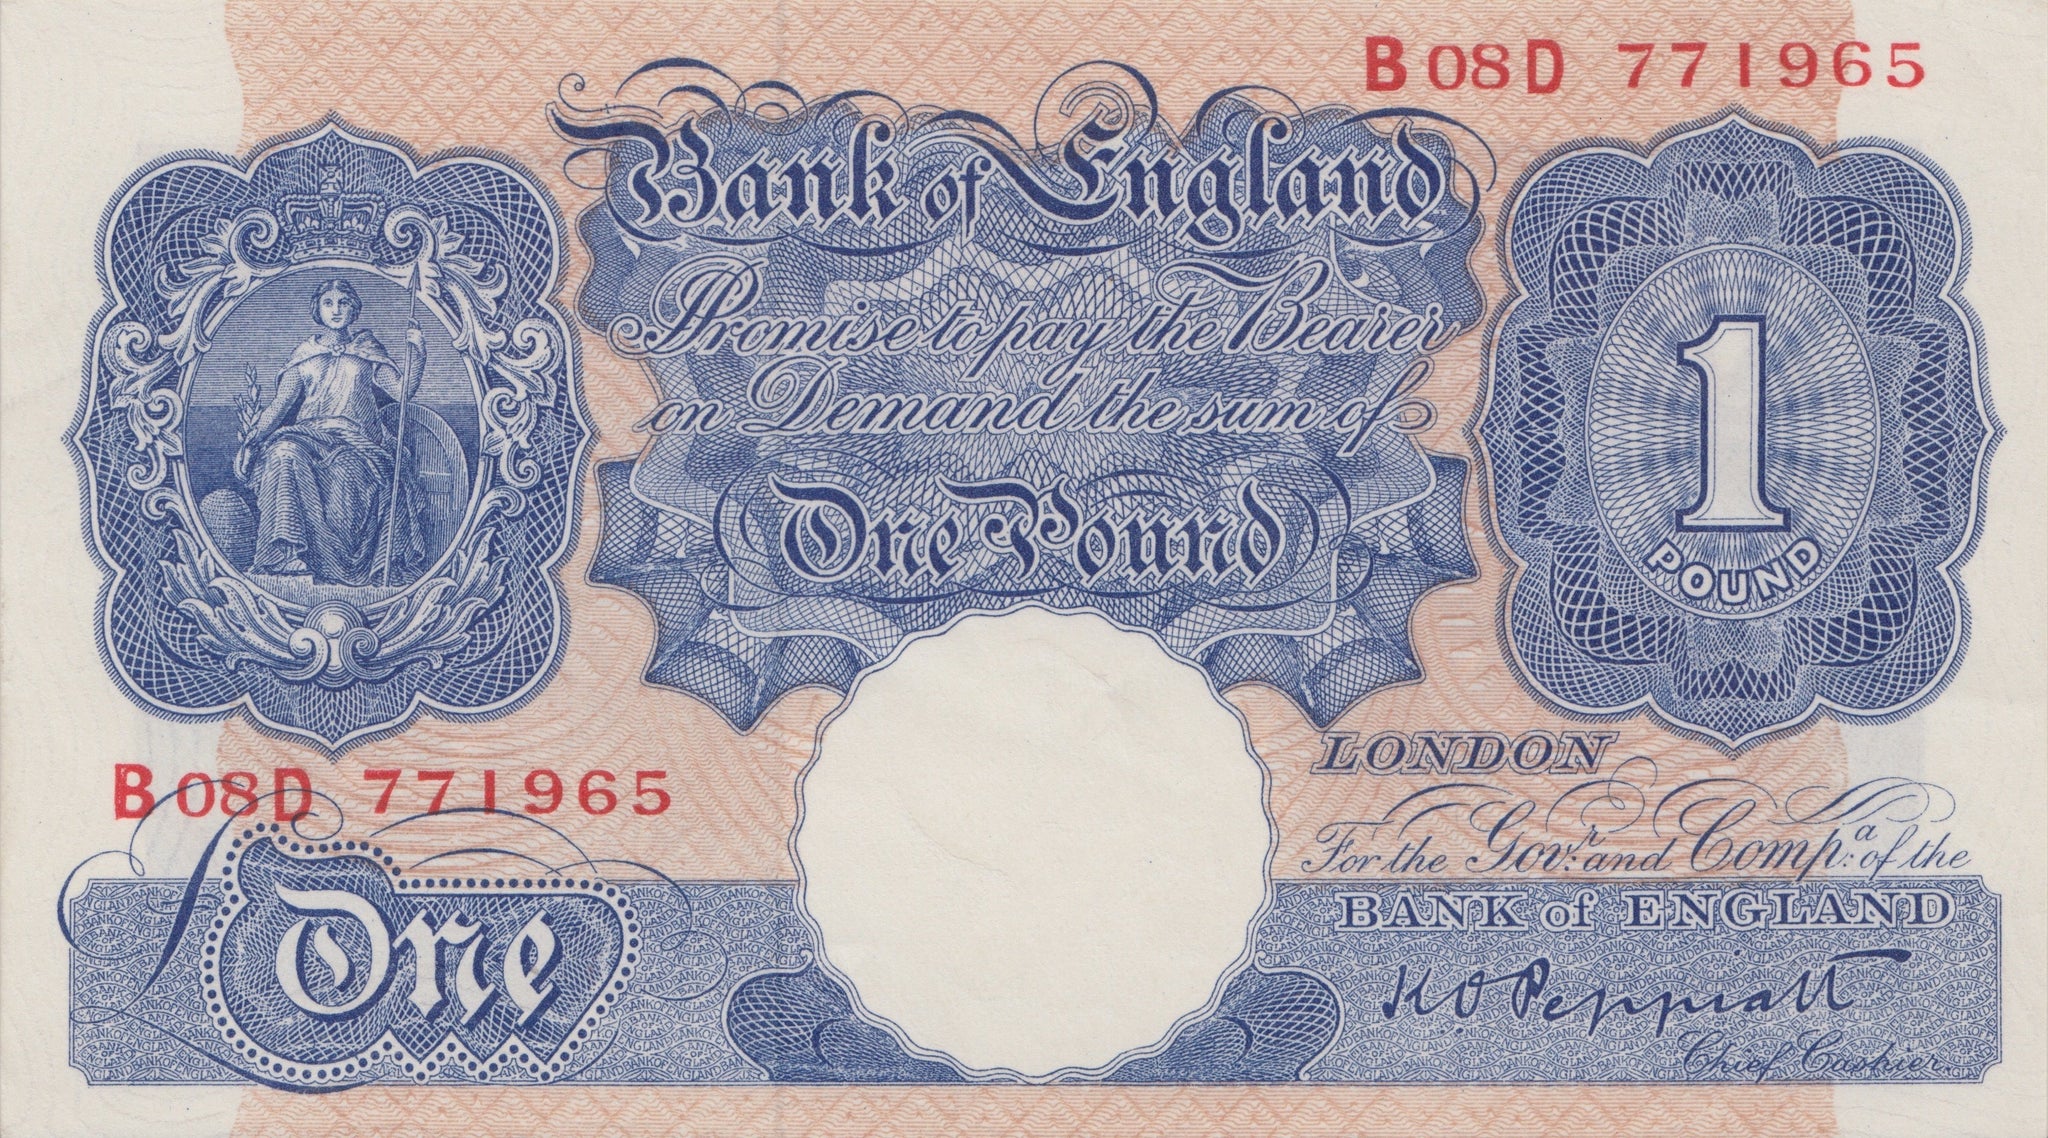 B08D 771965
Bank of England
Promise to pay the Bearer
on Demand the sum of
One Pound
1
POUND
LONDON
B08D 771965
For the Govr. and Compa. of the
BANK of ENGLAND
One
K O Peppiatt
Chief Cashier.